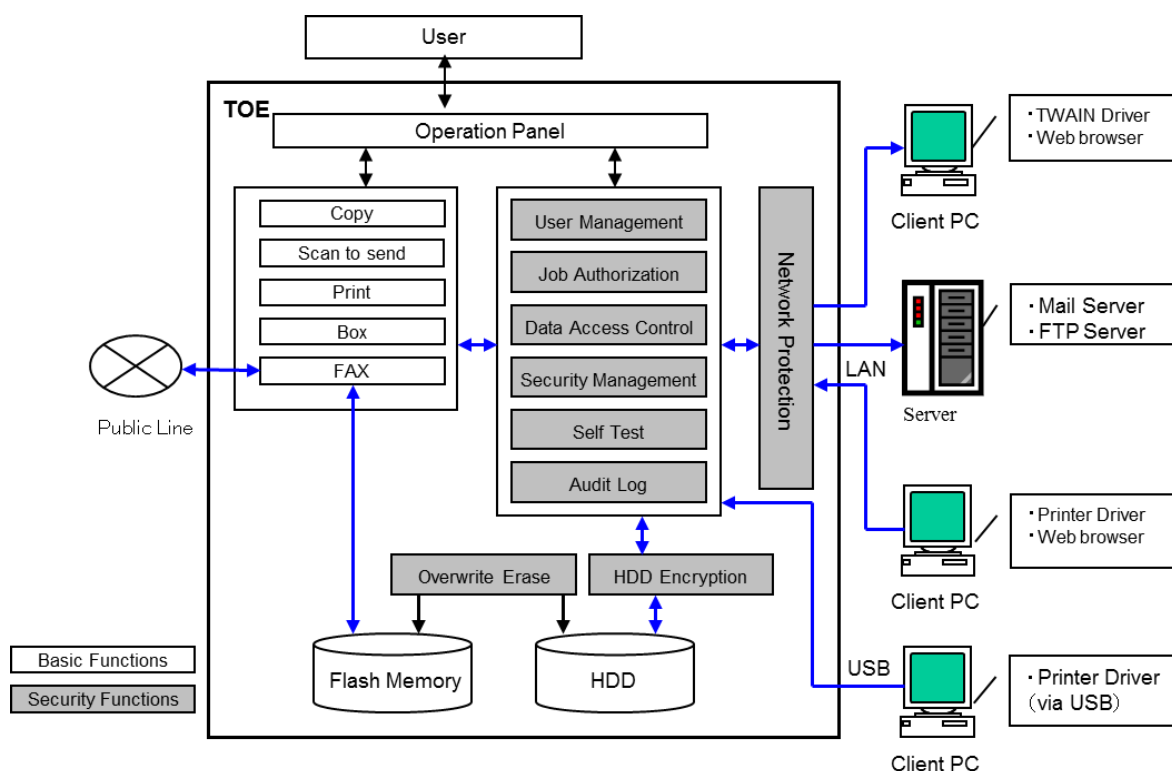 User
TOE
Operation Panel
Copy
Scan to send
Print
Box
FAX
User Management
Job Authorization
Data Access Control
Security Management
Self Test
Audit Log
Network Protection
Public Line
Overwrite Erase
HDD Encryption
Flash Memory
HDD
Basic Functions
Security Functions
LAN
USB
Client PC
・TWAIN Driver
・Web browser
Server
・Mail Server
・FTP Server
Client PC
・Printer Driver
・Web browser
Client PC
・Printer Driver
（via USB）